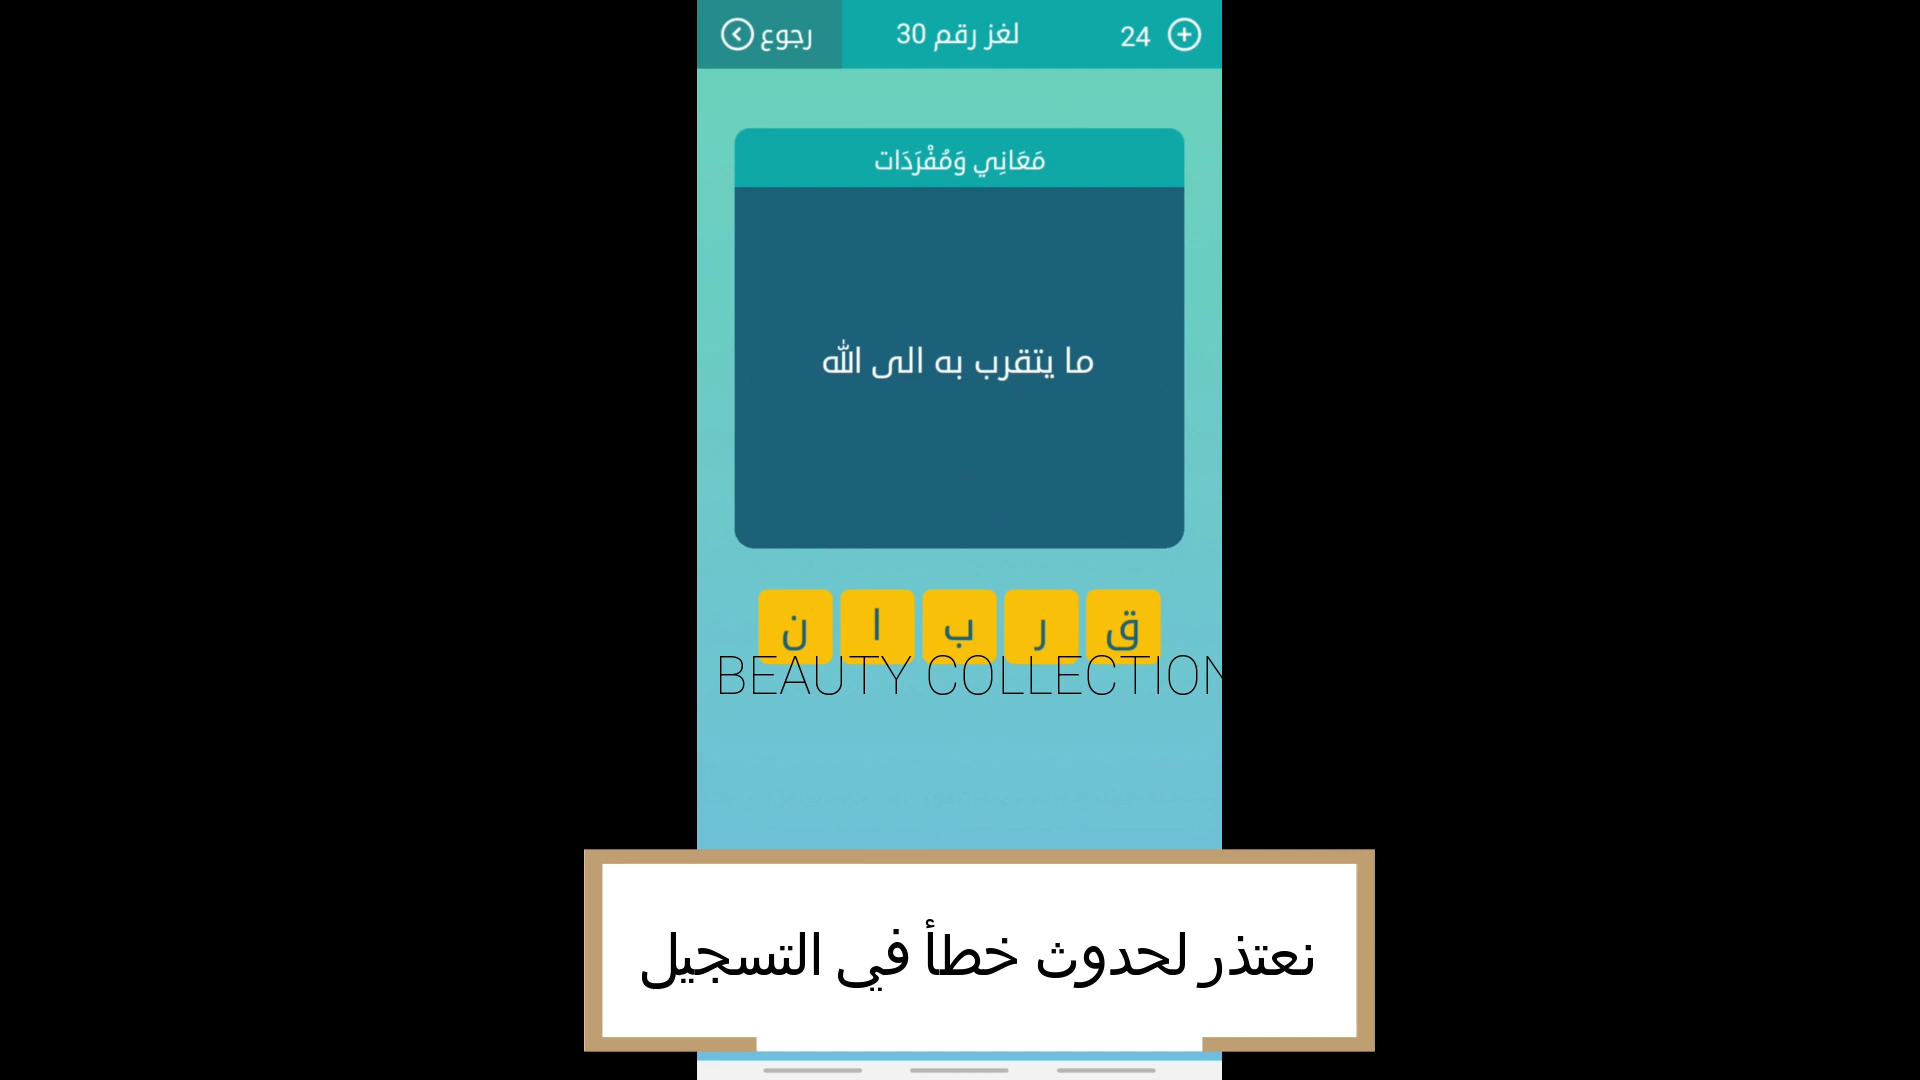 رجوع
لغز رقم 30
24
مَعَانِي وَمُفْرَدَات
ما يتقرب به الى الله
ق ر ب ا ن
BEAUTY COLLECTION
نعتذر لحدوث خطأ في التسجيل